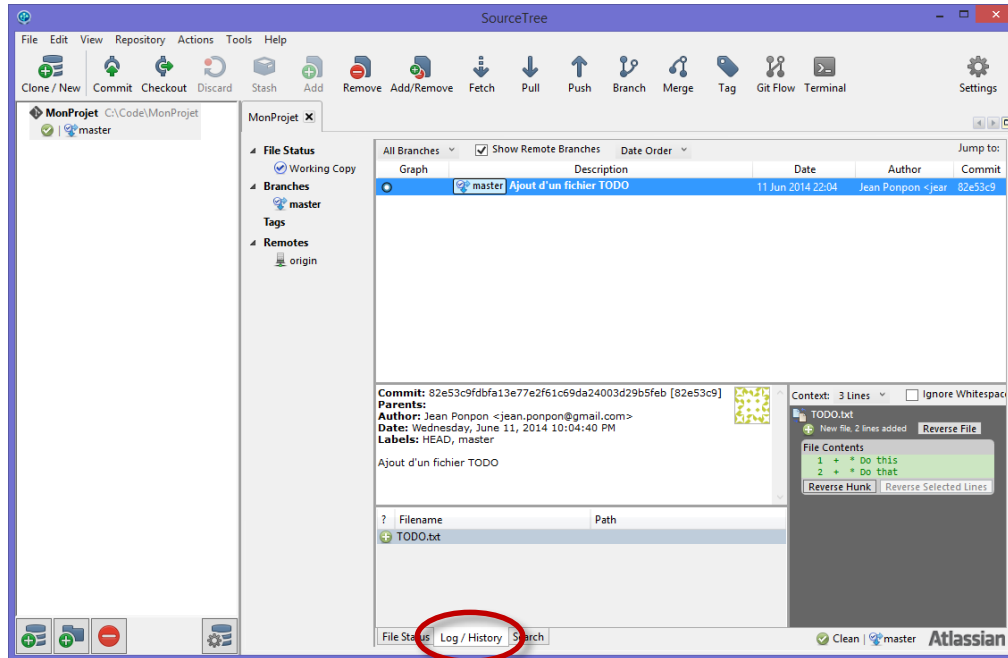 SourceTree
File Edit View Repository Actions Tools Help
Clone / New Commit Checkout Discard Stash Add Remove Add/Remove Fetch Pull Push Branch Merge Tag Git Flow Terminal Settings
MonProjet C:\Code\MonProjet
master
MonProjet
File Status
Working Copy
Branches
master
Tags
Remotes
origin
All Branches Show Remote Branches Date Order Jump to:
Graph Description Date Author Commit
master Ajout d'un fichier TODO 11 Jun 2014 22:04 Jean Ponpon <jear 82e53c9
Commit: 82e53c9fdbfa13e77e2f61c69da24003d29b5feb [82e53c9]
Parents:
Author: Jean Ponpon <jean.ponpon@gmail.com>
Date: Wednesday, June 11, 2014 10:04:40 PM
Labels: HEAD, master
Ajout d'un fichier TODO
? Filename Path
TODO.txt
Context: 3 Lines Ignore Whitespac
TODO.txt
New file, 2 lines added Reverse File
File Contents
1 + * Do this
2 + * Do that
Reverse Hunk Reverse Selected Lines
File Status Log / History Search
Clean | master Atlassian